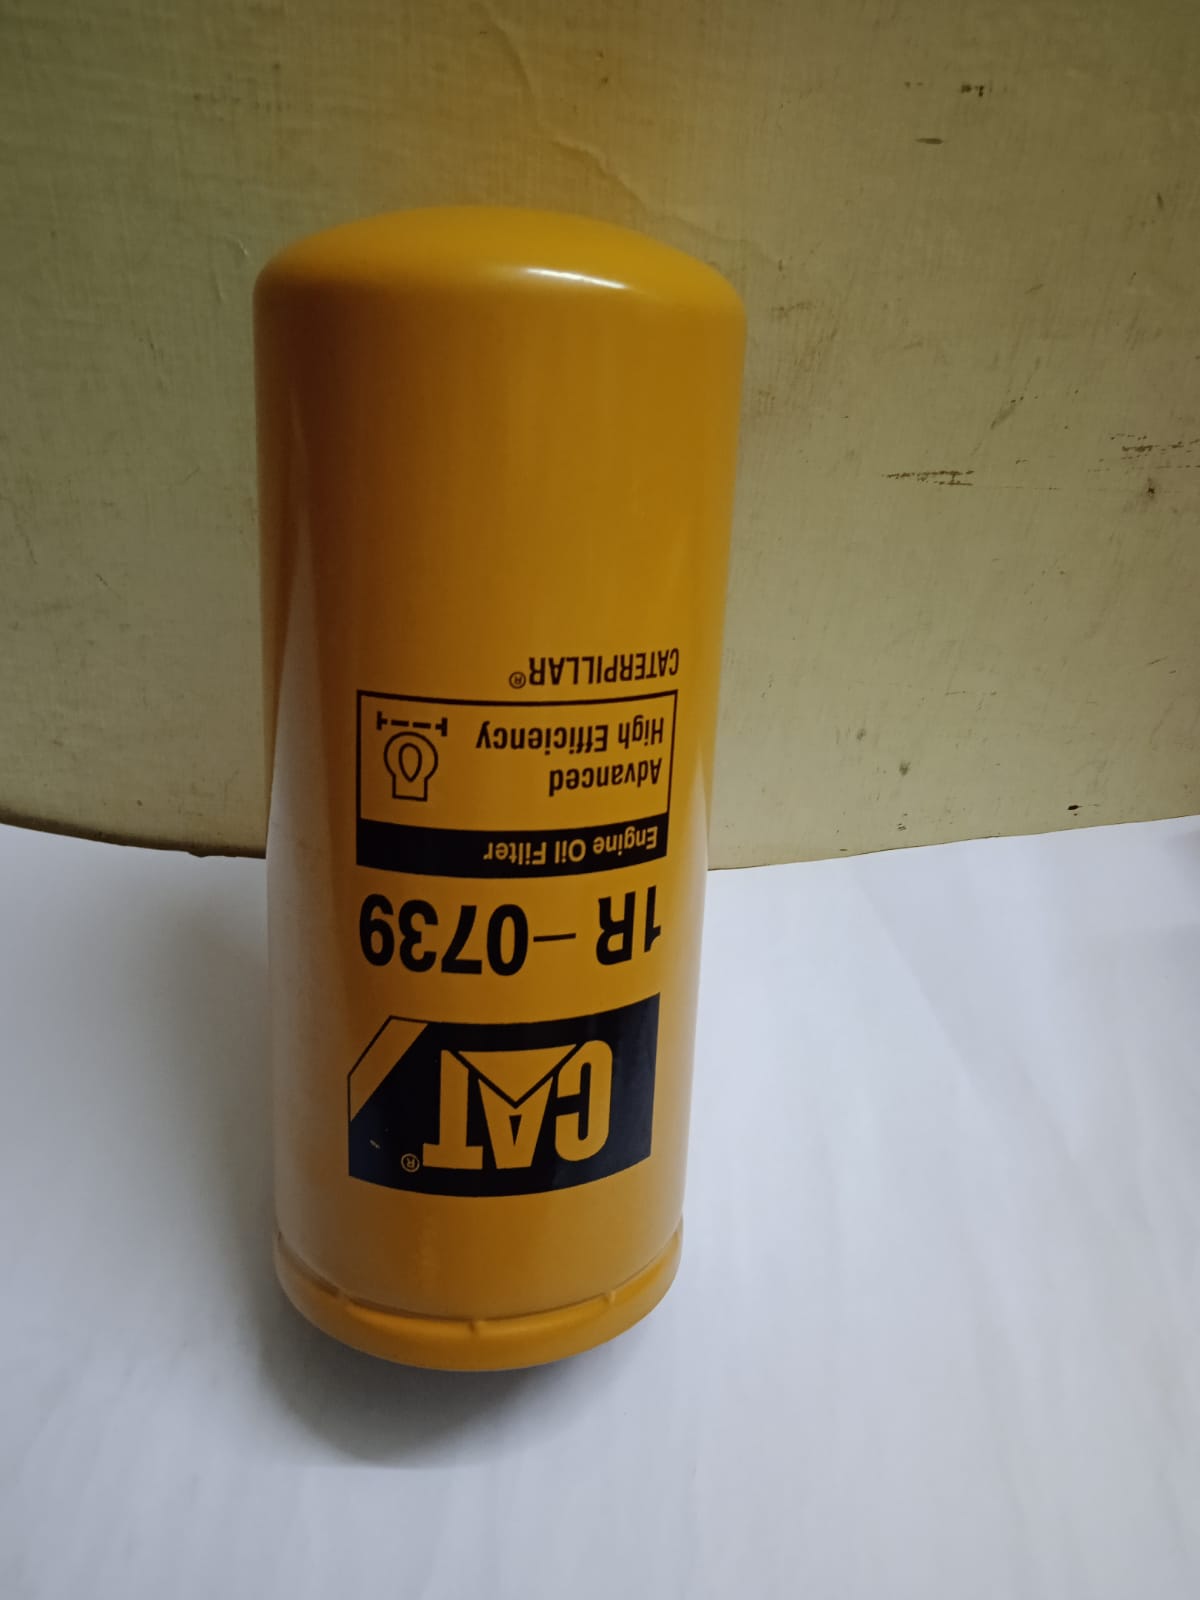 CAT®
1R-0739
Engine Oil Filter
Advanced
High Efficiency
CATERPILLAR®